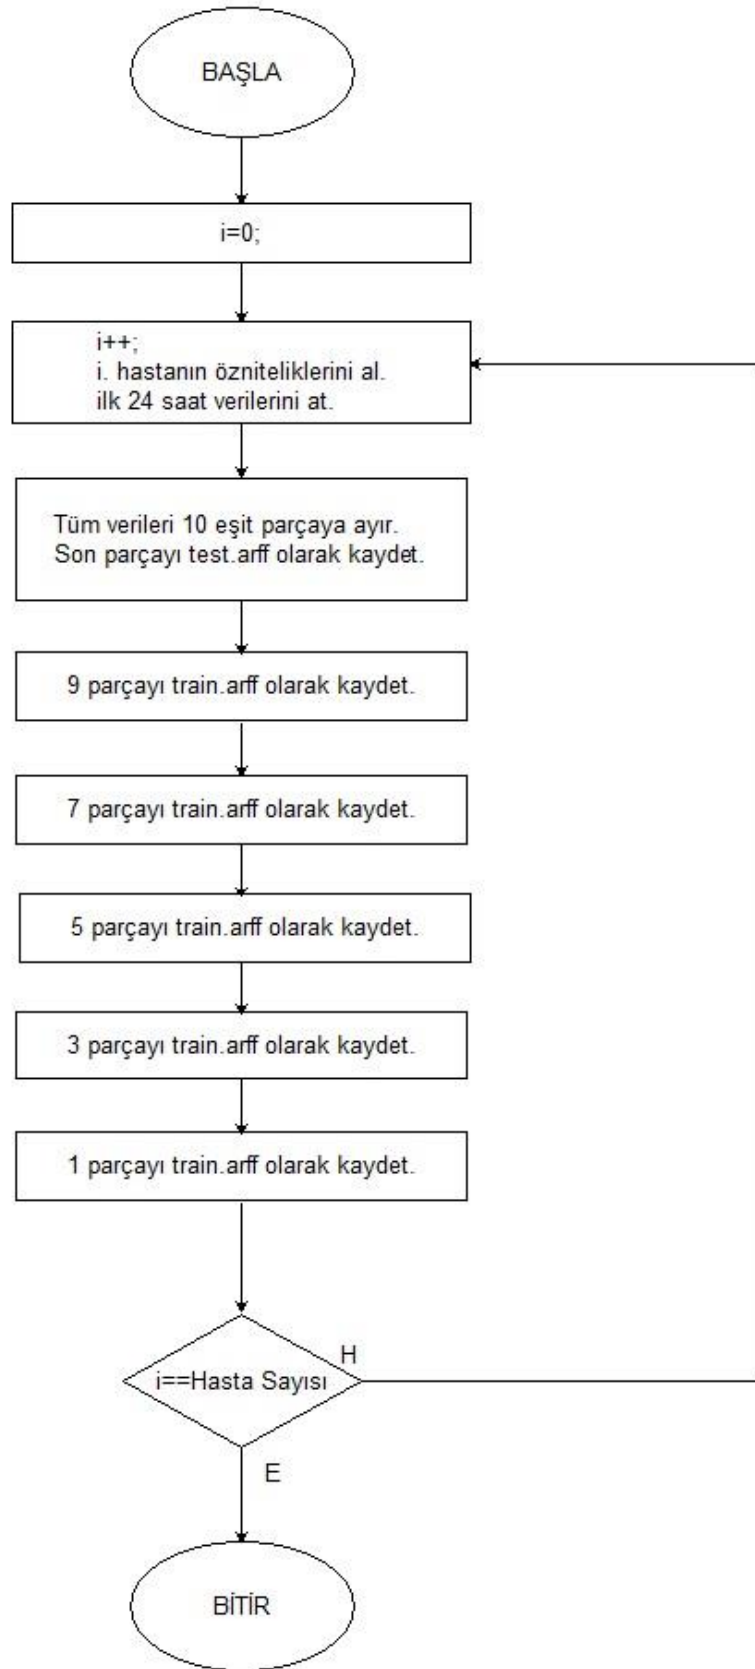 BAŞLA
i=0;
i++;
i. hastanın özniteliklerini al.
ilk 24 saat verilerini at.
Tüm verileri 10 eşit parçaya ayır.
Son parçayı test.arff olarak kaydet.
9 parçayı train.arff olarak kaydet.
7 parçayı train.arff olarak kaydet.
5 parçayı train.arff olarak kaydet.
3 parçayı train.arff olarak kaydet.
1 parçayı train.arff olarak kaydet.
H
i==Hasta Sayısı
E
BİTİR